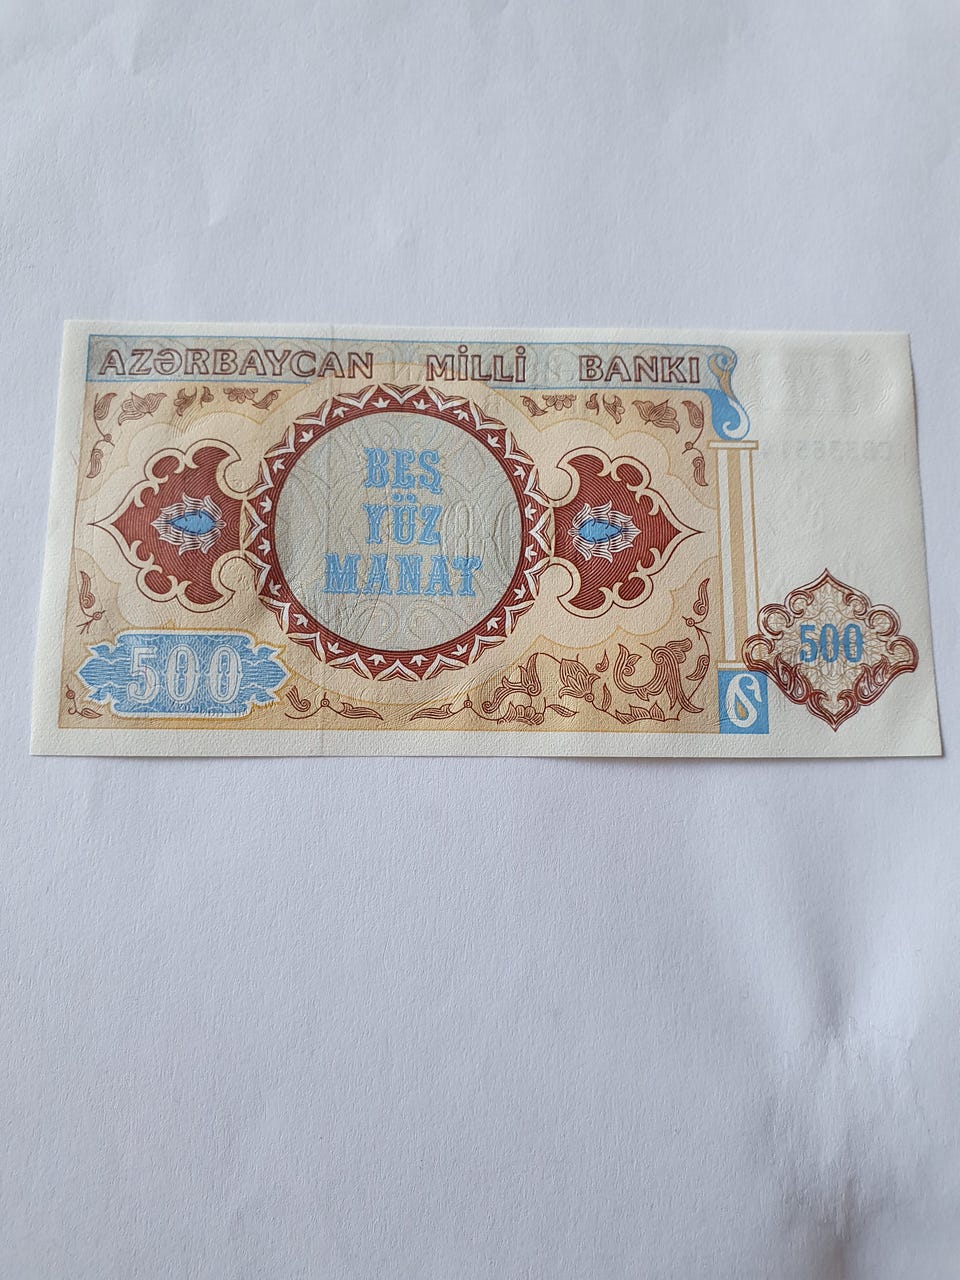 AZƏRBAYCAN MİLLİ BANKI
BEŞ
YÜZ
MANAT
500
500